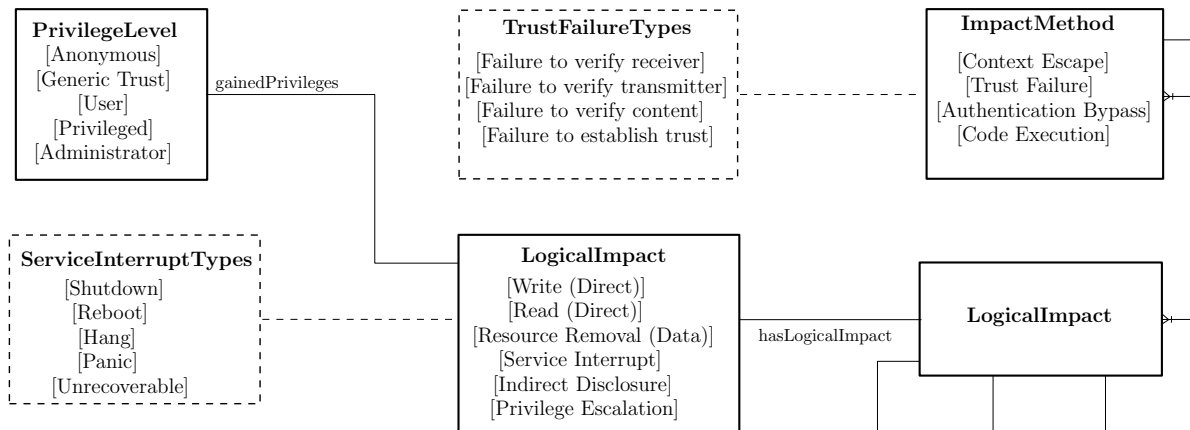 PrivilegeLevel
[Anonymous]
[Generic Trust]
[User]
[Privileged]
[Administrator]
gainedPrivileges
TrustFailureTypes
[Failure to verify receiver]
[Failure to verify transmitter]
[Failure to verify content]
[Failure to establish trust]
ImpactMethod
[Context Escape]
[Trust Failure]
[Authentication Bypass]
[Code Execution]
ServiceInterruptTypes
[Shutdown]
[Reboot]
[Hang]
[Panic]
[Unrecoverable]
LogicalImpact
[Write (Direct)]
[Read (Direct)]
[Resource Removal (Data)]
[Service Interrupt]
[Indirect Disclosure]
[Privilege Escalation]
hasLogicalImpact
LogicalImpact